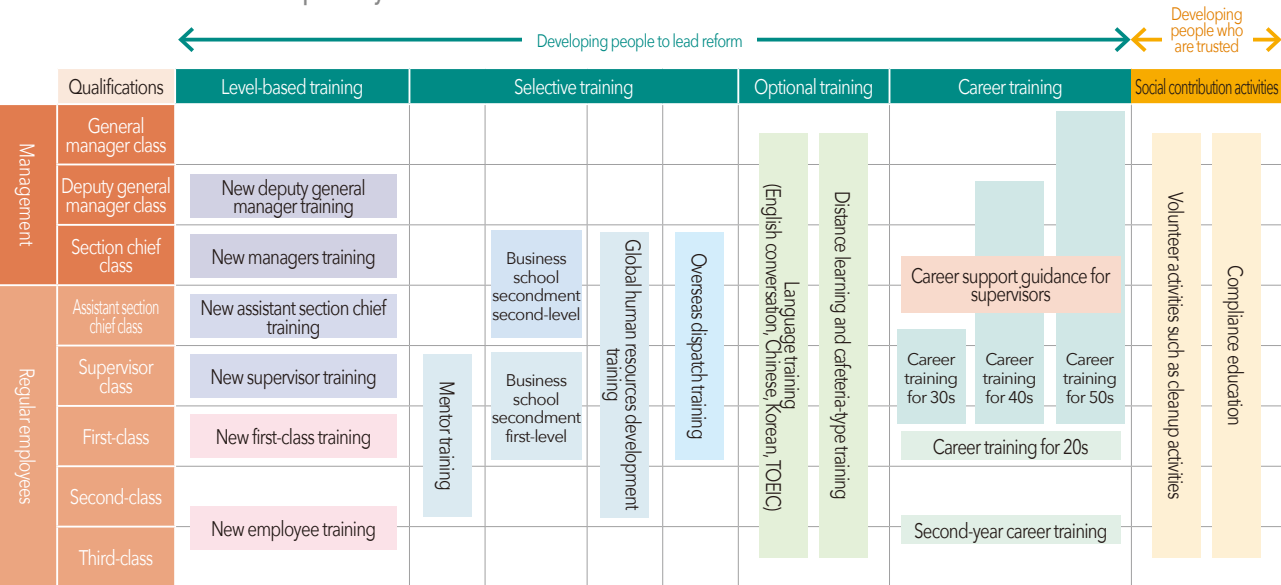 Developing people to lead reform
Developing
people who
are trusted
Qualifications
Level-based training
Selective training
Optional training
Career training
Social contribution activities
Management
General
manager class
Deputy general
manager class
Section chief
class
Regular employees
Assistant section
chief class
Supervisor
class
First-class
Second-class
Third-class
New deputy general
manager training
New managers training
New assistant section chief
training
New supervisor training
New first-class training
New employee training
Mentor training
Business
school
secondment
second-level
Business
school
secondment
first-level
Global human resources development
training
Overseas dispatch training
Language training
(English conversation, Chinese, Korean, TOEIC)
Distance learning and cafeteria-type training
Career support guidance for
supervisors
Career
training
for 30s
Career
training
for 40s
Career
training
for 50s
Career training for 20s
Second-year career training
Volunteer activities such as cleanup activities
Compliance education